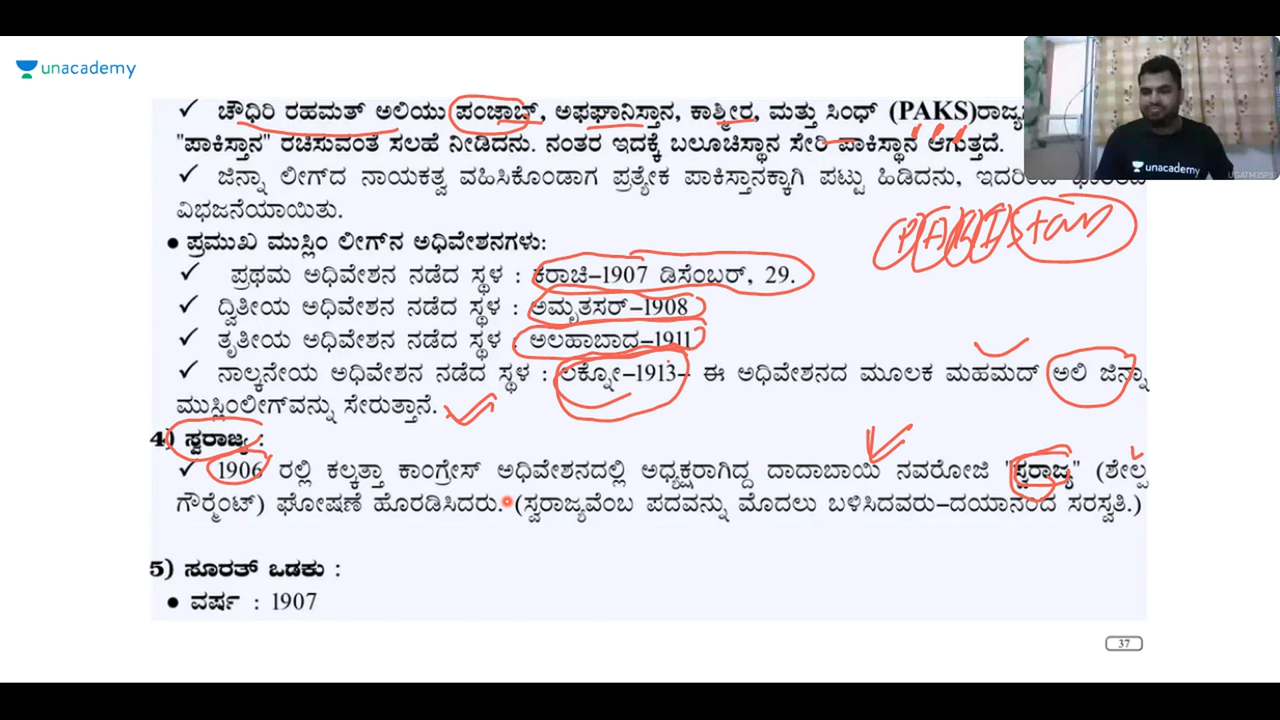 unacademy
✓ ಚೌಧಿರಿ ರಹಮತ್ ಅಲಿಯು ಪಂಜಾಬ್, ಅಫಘಾನಿಸ್ತಾನ, ಕಾಶ್ಮೀರ, ಮತ್ತು ಸಿಂಧ್ (PAKS)ರಾಜ್ಯ
"ಪಾಕಿಸ್ತಾನ" ರಚಿಸುವಂತೆ ಸಲಹೆ ನೀಡಿದನು. ನಂತರ ಇದಕ್ಕೆ ಬಲೂಚಿಸ್ಥಾನ ಸೇರಿ ಪಾಕಿಸ್ಥಾನ ಆಗುತ್ತದೆ.
unacademy
✓ ಜಿನ್ನಾ ಲೀಗ್‌ದ ನಾಯಕತ್ವ ವಹಿಸಿಕೊಂಡಾಗ ಪ್ರತ್ಯೇಕ ಪಾಕಿಸ್ತಾನಕ್ಕಾಗಿ ಪಟ್ಟು ಹಿಡಿದನು,
ವಿಭಜನೆಯಾಯಿತು.
PAKIstan
• ಪ್ರಮುಖ ಮುಸ್ಲಿಂ ಲೀಗ್‌ನ ಅಧಿವೇಶನಗಳು:
✓ ಪ್ರಥಮ ಅಧಿವೇಶನ ನಡೆದ ಸ್ಥಳ : ಕರಾಚಿ-1907 ಡಿಸೆಂಬರ್, 29.
✓ ದ್ವಿತೀಯ ಅಧಿವೇಶನ ನಡೆದ ಸ್ಥಳ : ಅಮೃತಸರ್-1908
✓ ತೃತೀಯ ಅಧಿವೇಶನ ನಡೆದ ಸ್ಥಳ : ಅಲಹಾಬಾದ-1911
✓ ನಾಲ್ಕನೇಯ ಅಧಿವೇಶನ ನಡೆದ ಸ್ಥಳ : ಲಕ್ನೋ-1913- ಈ ಅಧಿವೇಶನದ ಮೂಲಕ ಮಹಮದ್ ಅಲಿ ಜಿನ್ನಾ
ಮುಸ್ಲಿಂಲೀಗ್‌ವನ್ನು ಸೇರುತ್ತಾನೆ.
4) ಸ್ವರಾಜ್ಯ :
✓ 1906 ರಲ್ಲಿ ಕಲ್ಕತ್ತಾ ಕಾಂಗ್ರೇಸ್ ಅಧಿವೇಶನದಲ್ಲಿ ಅಧ್ಯಕ್ಷರಾಗಿದ್ದ ದಾದಾಬಾಯಿ ನವರೋಜಿ "ಸ್ವರಾಜ್ಯ" (ಶೇಲ್ಪ
ಗೌರ‍್ಮೆಂಟ್) ಘೋಷಣೆ ಹೊರಡಿಸಿದರು. (ಸ್ವರಾಜ್ಯವೆಂಬ ಪದವನ್ನು ಮೊದಲು ಬಳಿಸಿದವರು-ದಯಾನಂದ ಸರಸ್ವತಿ.)
5) ಸೂರತ್ ಒಡಕು :
• ವರ್ಷ : 1907
37